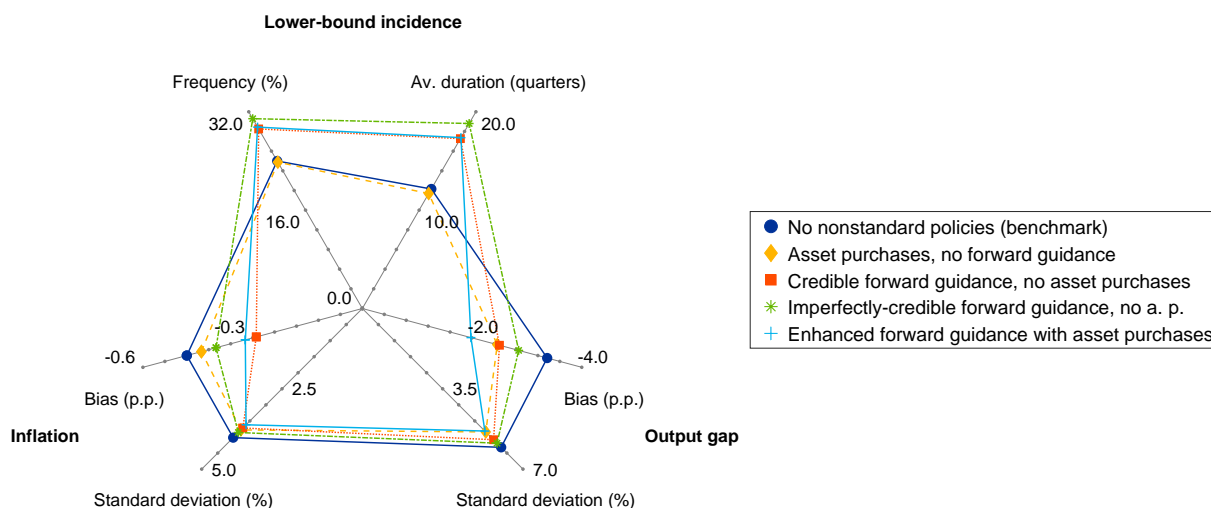 Lower-bound incidence
Frequency (%)
Av. duration (quarters)
32.0
20.0
16.0
10.0
0.0
-0.3
-2.0
-0.6
-4.0
Bias (p.p.)
2.5
3.5
Bias (p.p.)
Inflation
Output gap
5.0
7.0
Standard deviation (%)
Standard deviation (%)
No nonstandard policies (benchmark)
Asset purchases, no forward guidance
Credible forward guidance, no asset purchases
Imperfectly-credible forward guidance, no a. p.
Enhanced forward guidance with asset purchases